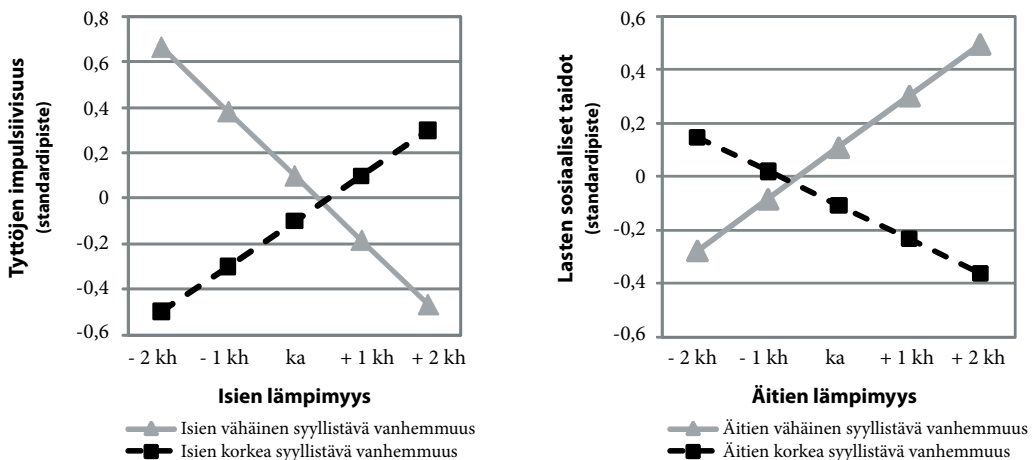 Tyttöjen impulsiivisuus
(standardipiste)
0,8
0,6
0,4
0,2
0
-0,2
-0,4
-0,6
- 2 kh - 1 kh ka + 1 kh + 2 kh
Isien lämpimyys
Isien vähäinen syyllistävä vanhemmuus
Isien korkea syyllistävä vanhemmuus
Lasten sosiaaliset taidot
(standardipiste)
0,6
0,4
0,2
0
-0,2
-0,4
-0,6
- 2 kh - 1 kh ka + 1 kh + 2 kh
Äitien lämpimyys
Äitien vähäinen syyllistävä vanhemmuus
Äitien korkea syyllistävä vanhemmuus